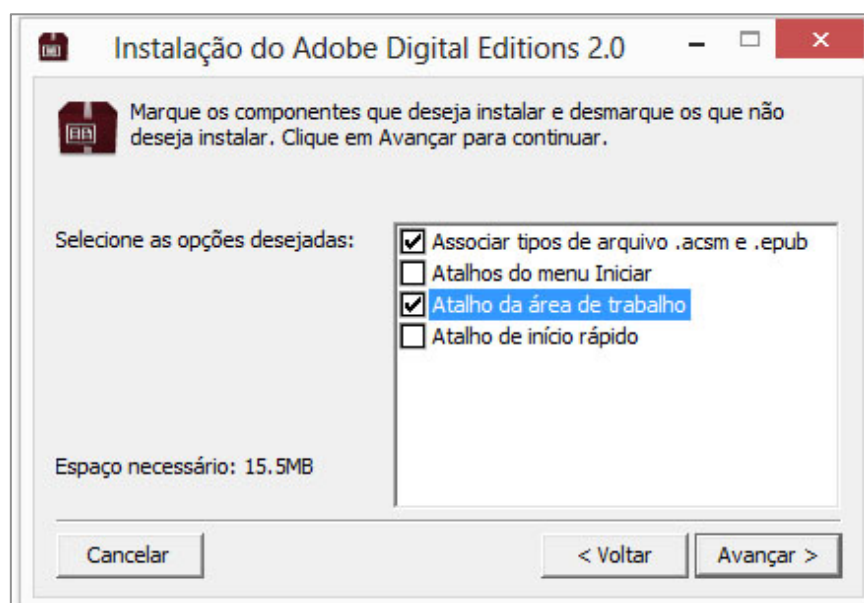 Instalação do Adobe Digital Editions 2.0
Marque os componentes que deseja instalar e desmarque os que não
deseja instalar. Clique em Avançar para continuar.
Selecione as opções desejadas:
Associar tipos de arquivo .acsm e .epub
Atalhos do menu Iniciar
Atalho da área de trabalho
Atalho de início rápido
Espaço necessário: 15.5MB
Cancelar
< Voltar
Avançar >